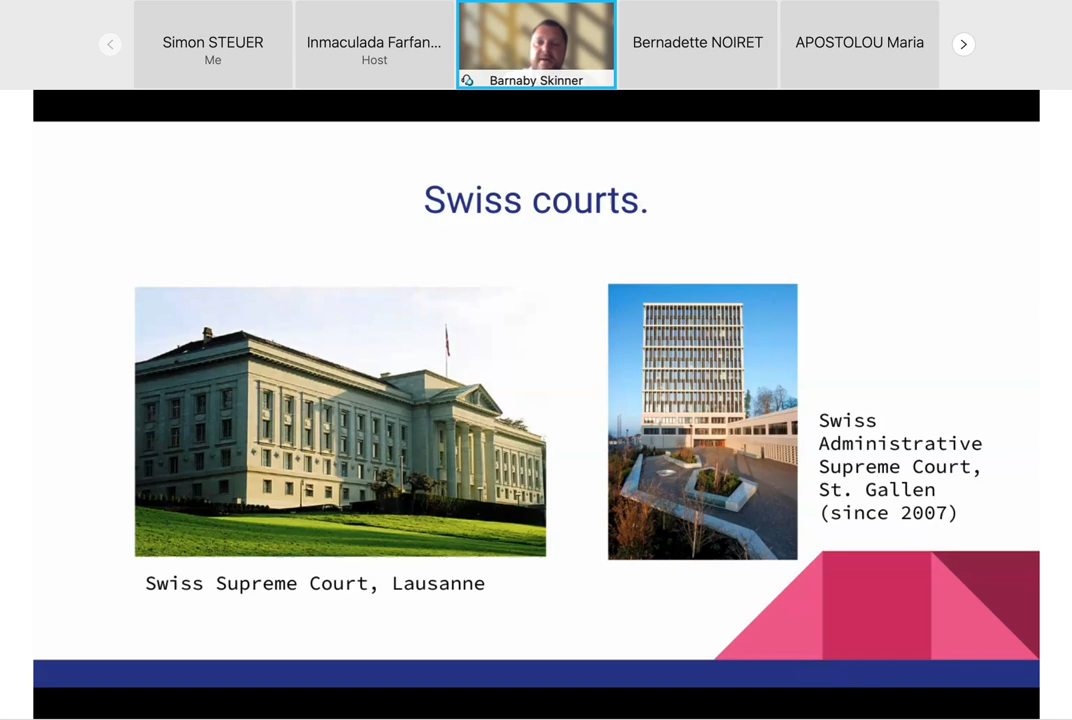 Simon STEUER
Me
Inmaculada Farfan...
Host
Barnaby Skinner
Bernadette NOIRET
APOSTOLOU Maria
Swiss courts.
Swiss Supreme Court, Lausanne
Swiss
Administrative
Supreme Court,
St. Gallen
(since 2007)